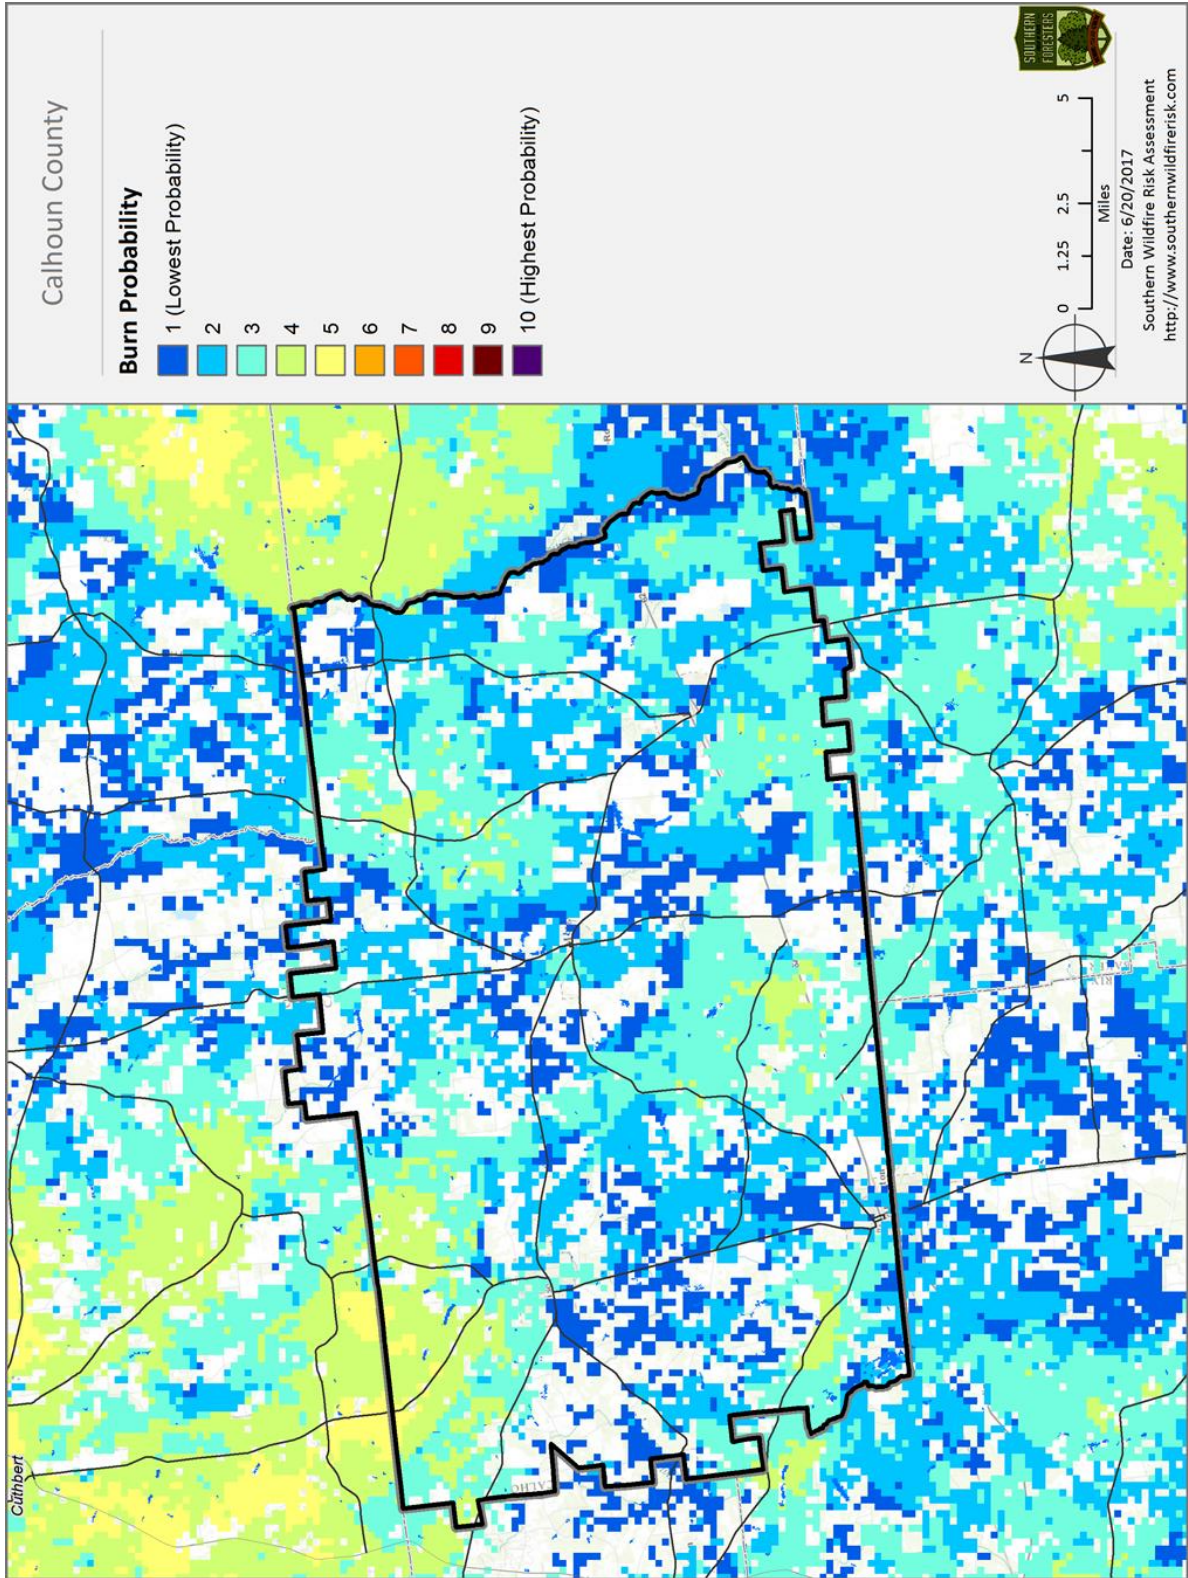 Calhoun County
Burn Probability
1 (Lowest Probability)
2
3
4
5
6
7
8
9
10 (Highest Probability)
N
0 1.25 2.5 5
Miles
Date: 6/20/2017
Southern Wildfire Risk Assessment
http://www.southernwildfirerisk.com
SOUTHERN
FORESTERS
Cuthbert